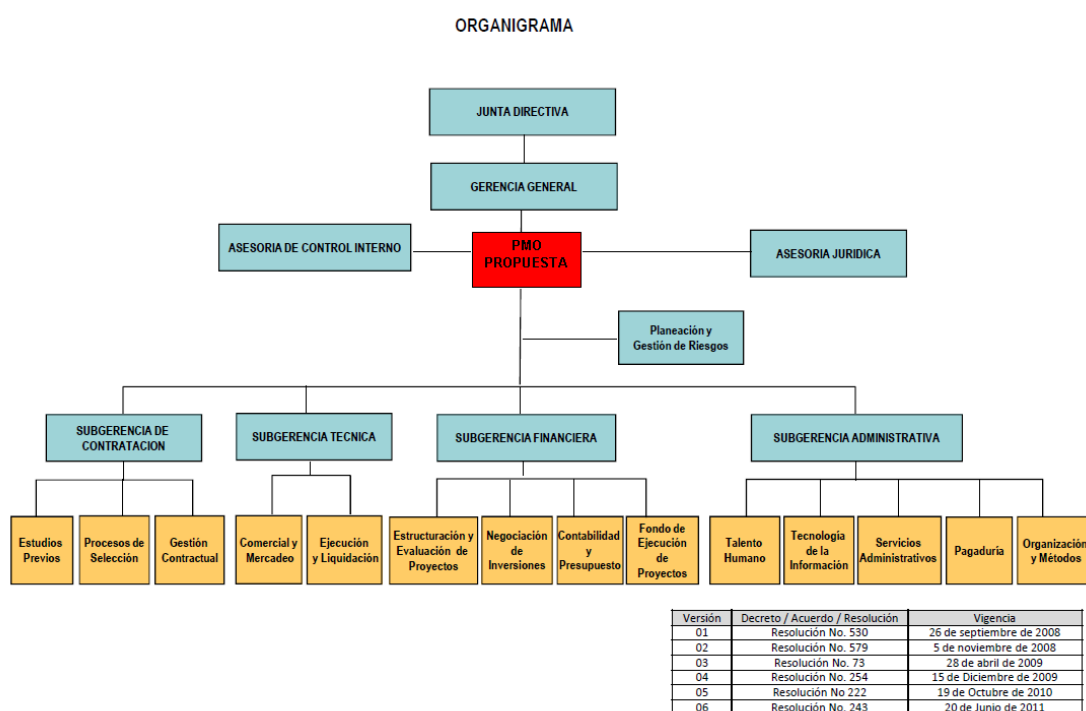 ORGANIGRAMA
JUNTA DIRECTIVA
GERENCIA GENERAL
ASESORIA DE CONTROL INTERNO
PMO
PROPUESTA
ASESORIA JURIDICA
Planeación y
Gestión de Riesgos
SUBGERENCIA DE
CONTRATACION
SUBGERENCIA TECNICA
SUBGERENCIA FINANCIERA
SUBGERENCIA ADMINISTRATIVA
Estudios
Previos
Procesos de
Selección
Gestión
Contractual
Comercial y
Mercadeo
Ejecución
y Liquidación
Estructuración y
Evaluación de
Proyectos
Negociación
de
Inversiones
Contabilidad
y
Presupuesto
Fondo de
Ejecución
de
Proyectos
Talento
Humano
Tecnología
de la
Información
Servicios
Administrativos
Pagaduría
Organización
y Métodos
Versión Decreto / Acuerdo / Resolución Vigencia
01 Resolución No. 530 26 de septiembre de 2008
02 Resolución No. 579 5 de noviembre de 2008
03 Resolución No. 73 28 de abril de 2009
04 Resolución No. 254 15 de Diciembre de 2009
05 Resolución No 222 19 de Octubre de 2010
06 Resolución No. 243 20 de Junio de 2011